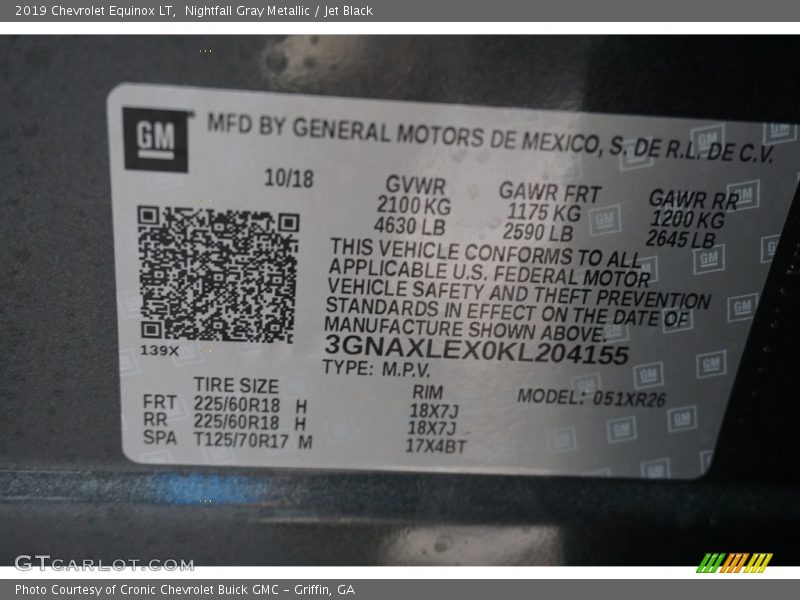 2019 Chevrolet Equinox LT, Nightfall Gray Metallic / Jet Black
GM
MFD BY GENERAL MOTORS DE MEXICO, S. DE R.L. DE C.V.
10/18
GVWR GAWR FRT GAWR RR
2100 KG 1175 KG 1200 KG
4630 LB 2590 LB 2645 LB
THIS VEHICLE CONFORMS TO ALL
APPLICABLE U.S. FEDERAL MOTOR
VEHICLE SAFETY AND THEFT PREVENTION
STANDARDS IN EFFECT ON THE DATE OF
MANUFACTURE SHOWN ABOVE.
139X
3GNAXLEX0KL204155
TYPE: M.P.V.
TIRE SIZE RIM MODEL: 051XR26
FRT 225/60R18 H 18X7J
RR 225/60R18 H 18X7J
SPA T125/70R17 M 17X4BT
GTCARLOT.COM
Photo Courtesy of Cronic Chevrolet Buick GMC – Griffin, GA